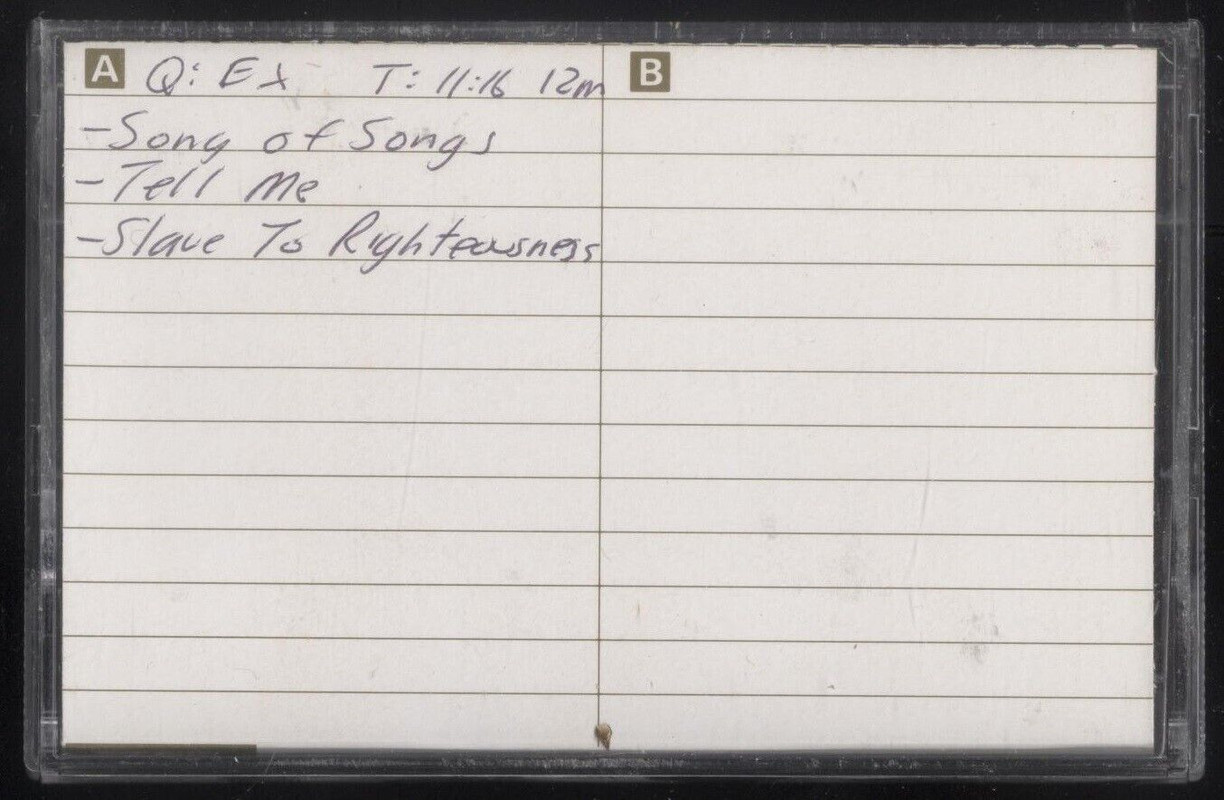 A Q: Ex T: 11:16 12m B
-Song of Songs
-Tell Me
-Slave To Righteousness